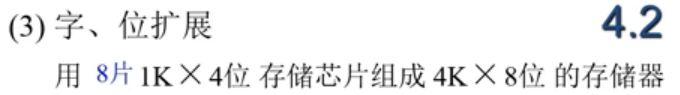 (3) 字、位扩展 4.2
用 8片 1K×4位 存储芯片组成 4K×8位 的存储器